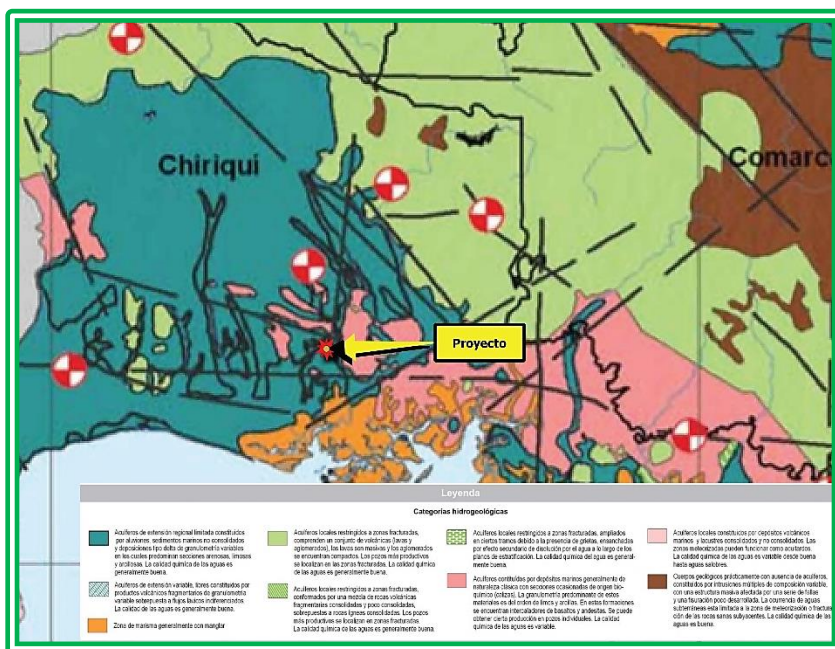 Chiriquí
Comarc
Proyecto
Leyenda
Categorías hidrogeológicas
Acuíferos de extensión regional limitada constituidos
por aluviones, sedimentos marinos no consolidados
y deposiciones tipo delta de granulometría variables
en los cuales predominan secciones arenosas, limosas
y arcillosas. La calidad química de las aguas es
generalmente buena.
Acuíferos de extensión variable, libres constituidos por
productos volcánicos fragmentarios de granulometría
variable sobrepuesta a flujos lávicos indiferenciados.
La calidad de las aguas es generalmente buena.
Zona de marisma generalmente con manglar
Acuíferos locales restringidos a zonas fracturadas,
comprenden un conjunto de volcánicas (lavas y
aglomerados), las lavas son masivas y los aglomerados
se encuentran compactos. Los pozos más productivos
se localizan en las zonas fracturadas. La calidad química
de las aguas es generalmente buena.
Acuíferos locales restringidos a zonas fracturadas,
conformados por una mezcla de rocas volcánicas
fragmentarias consolidadas y poco consolidadas,
sobrepuestas a rocas ígneas consolidadas. Los pozos
más productivos se localizan en zonas fracturadas.
La calidad química de las aguas es generalmente buena.
Acuíferos locales restringidos a zonas fracturadas, ampliados
en ciertos tramos debido a la presencia de grietas, ensanchadas
por efecto secundario de disolución por el agua a lo largo de los
planos de estratificación. La calidad química del agua es general-
mente buena.
Acuíferos constituidos por depósitos marinos generalmente de
naturaleza clástica con secciones ocasionales de origen bio-
químico (calizas). La granulometría predominante de estos
materiales es del orden de limos y arcillas. En estas formaciones
se encuentran intercalaciones de basaltos y andesitas. Se puede
obtener cierta producción en pozos individuales. La calidad
química de las aguas es variable.
Acuíferos locales constituidos por depósitos volcánicos
marinos y lacustres consolidados y no consolidados. Las
zonas meteorizadas pueden funcionar como acuitardos.
La calidad química de las aguas es variable desde buena
hasta aguas salobres.
Cuerpos geológicos prácticamente con ausencia de acuíferos,
constituidos por intrusiones múltiples de composición variable,
con una estructura masiva afectada por una serie de fallas
y una fisuración poco desarrollada. La ocurrencia de aguas
subterráneas está limitada a la zona de meteorización o fractura-
ción de las rocas sanas subyacentes. La calidad química de las
aguas es buena.